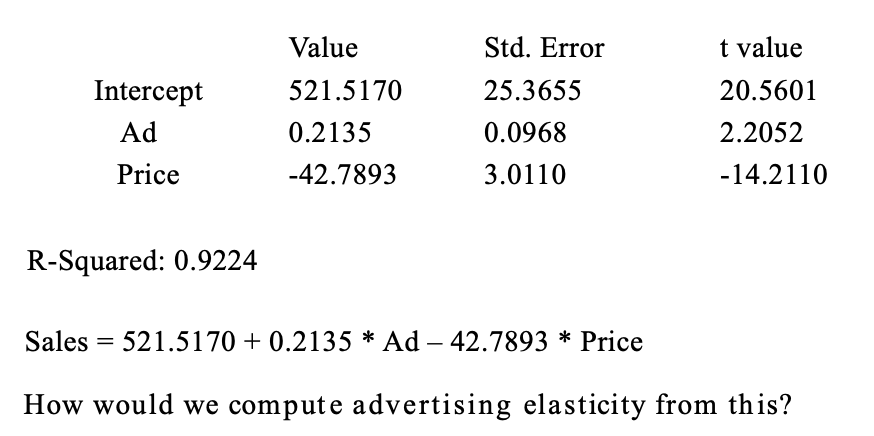 Value Std. Error t value
Intercept 521.5170 25.3655 20.5601
Ad 0.2135 0.0968 2.2052
Price -42.7893 3.0110 -14.2110
R-Squared: 0.9224
Sales = 521.5170 + 0.2135 * Ad – 42.7893 * Price
How would we compute advertising elasticity from this?